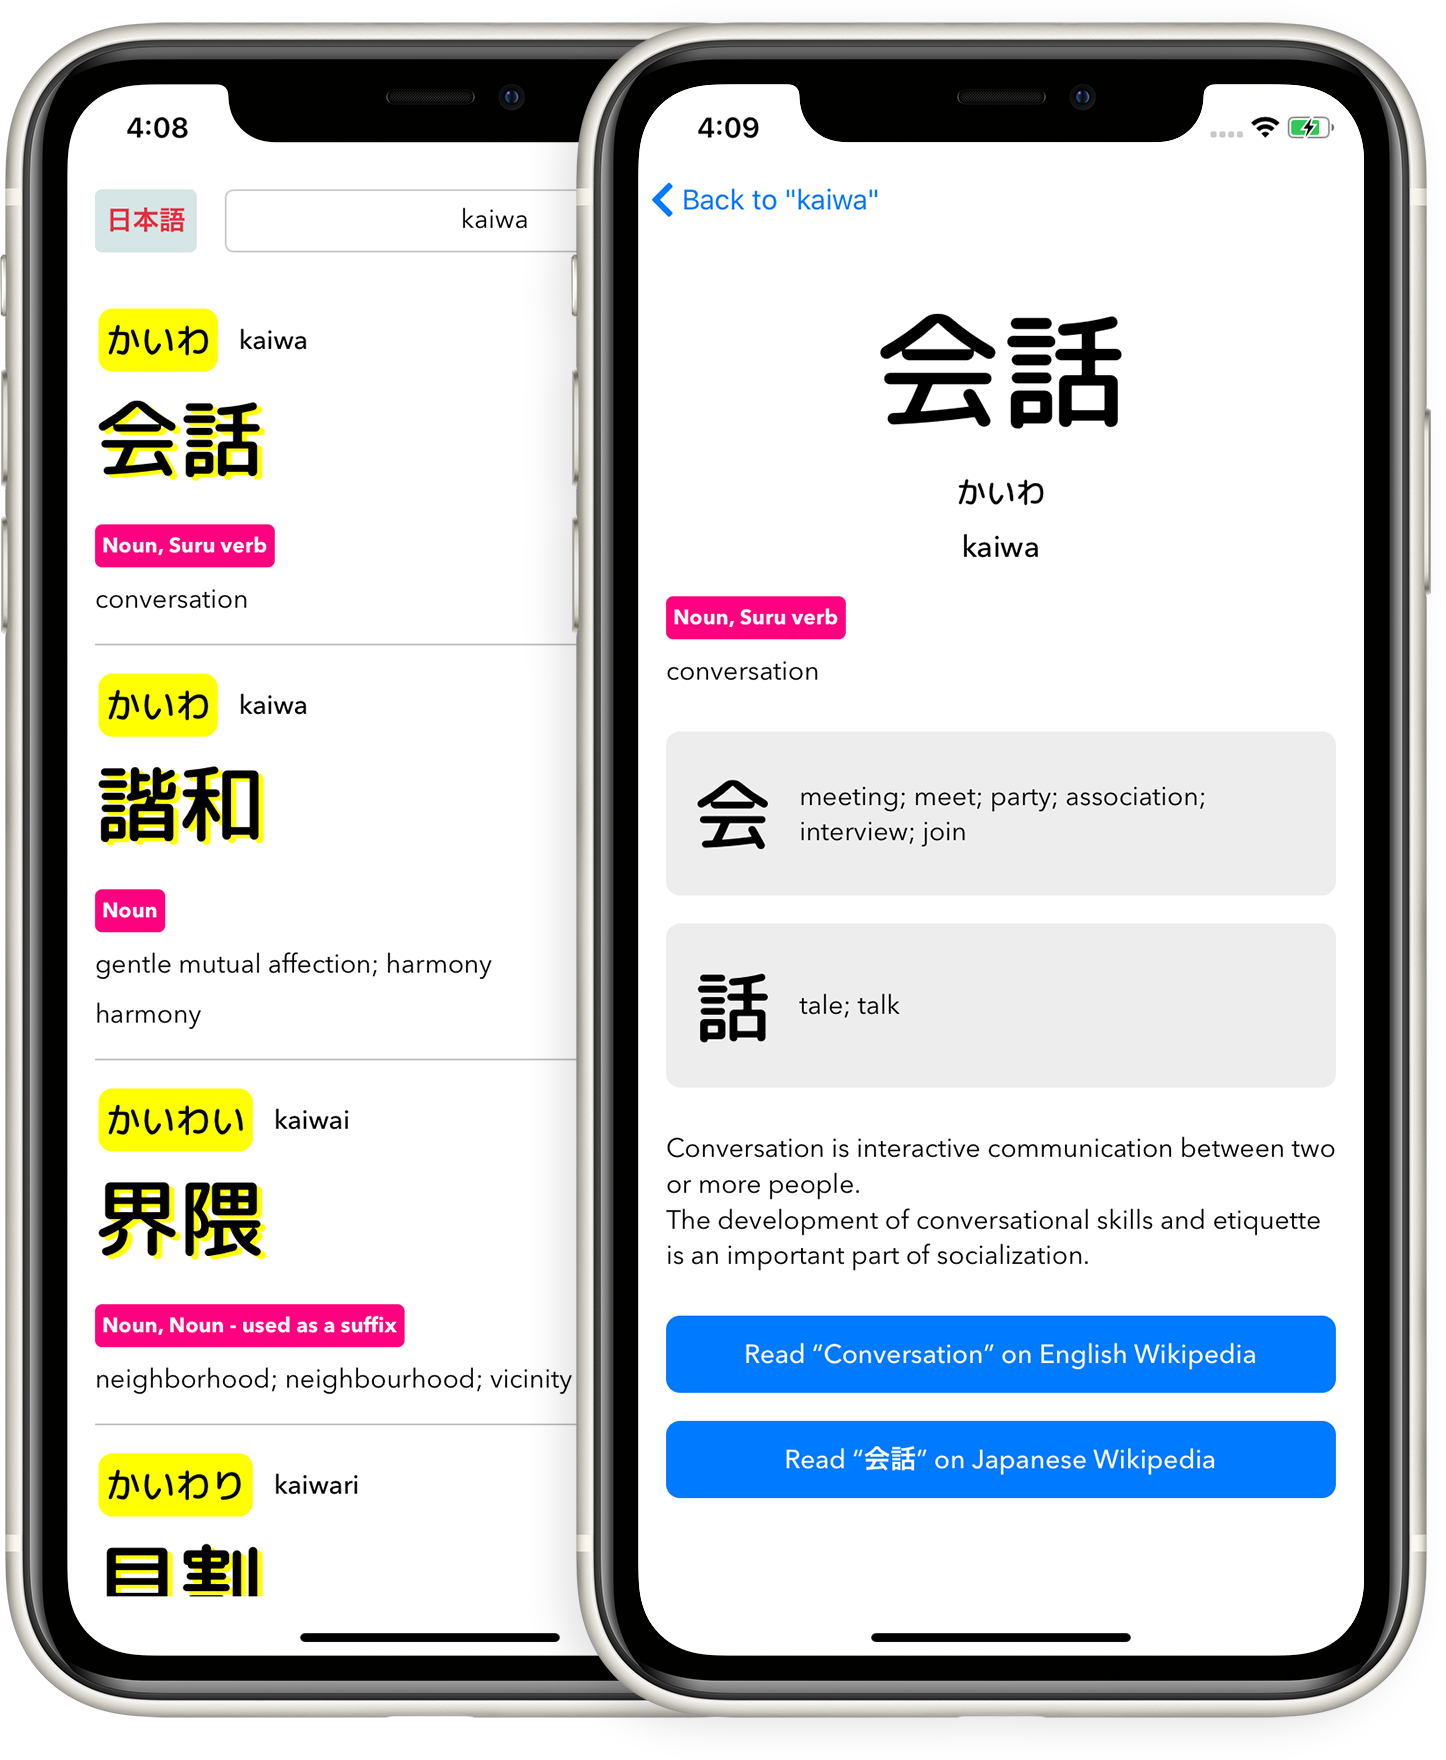 4:08
日本語
kaiwa
かいわ kaiwa
会話
Noun, Suru verb
conversation
かいわ kaiwa
諧和
Noun
gentle mutual affection; harmony
harmony
かいわい kaiwai
界隈
Noun, Noun - used as a suffix
neighborhood; neighbourhood; vicinity
かいわり kaiwari
4:09
Back to "kaiwa"
会話
かいわ
kaiwa
Noun, Suru verb
conversation
会
meeting; meet; party; association;
interview; join
話
tale; talk
Conversation is interactive communication between two
or more people.
The development of conversational skills and etiquette
is an important part of socialization.
Read “Conversation” on English Wikipedia
Read “会話” on Japanese Wikipedia